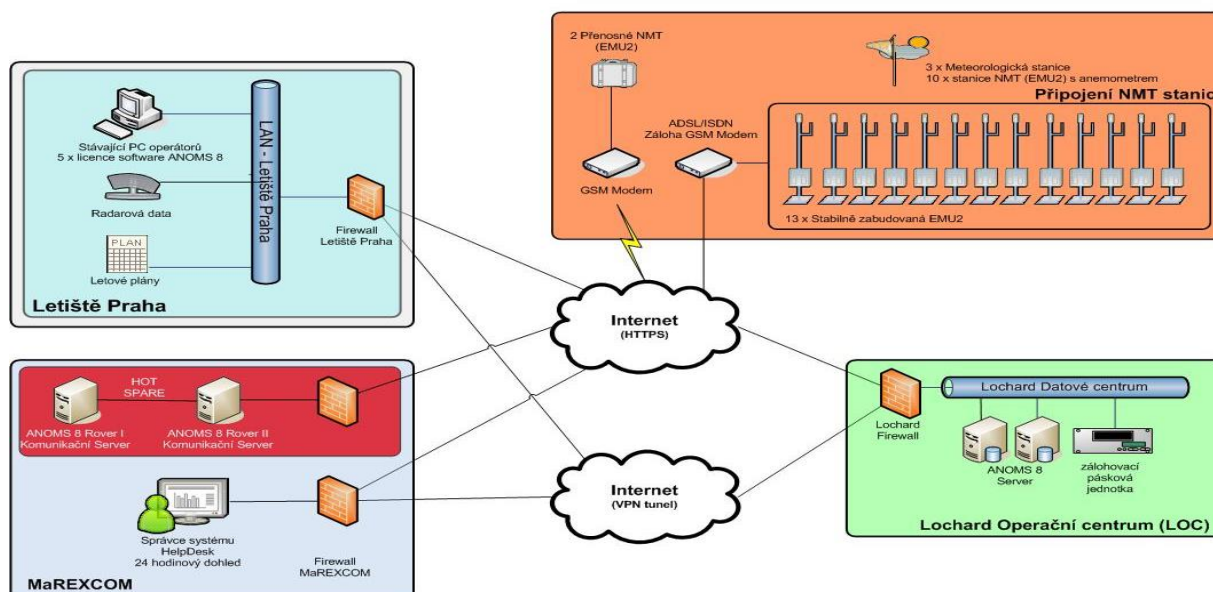 Stávající PC operátorů
5 x licence software ANOMS 8
Radarová data
PLAN
Letové plány
LAN - Letiště Praha
Firewall
Letiště Praha
Letiště Praha
2 Přenosné NMT
(EMU2)
GSM Modem
ADSL/ISDN
Záloha GSM Modem
3 x Meteorologická stanice
10 x stanice NMT (EMU2) s anemometrem
Připojení NMT stanic
13 x Stabilně zabudovaná EMU2
Internet
(HTTPS)
HOT
SPARE
ANOMS 8 Rover I
Komunikační Server
ANOMS 8 Rover II
Komunikační Server
Správce systému
HelpDesk
24 hodinový dohled
Firewall
MaREXCOM
MaREXCOM
Internet
(VPN tunel)
Lochard
Firewall
Lochard Datové centrum
ANOMS 8
Server
zálohovací
pásková
jednotka
Lochard Operační centrum (LOC)